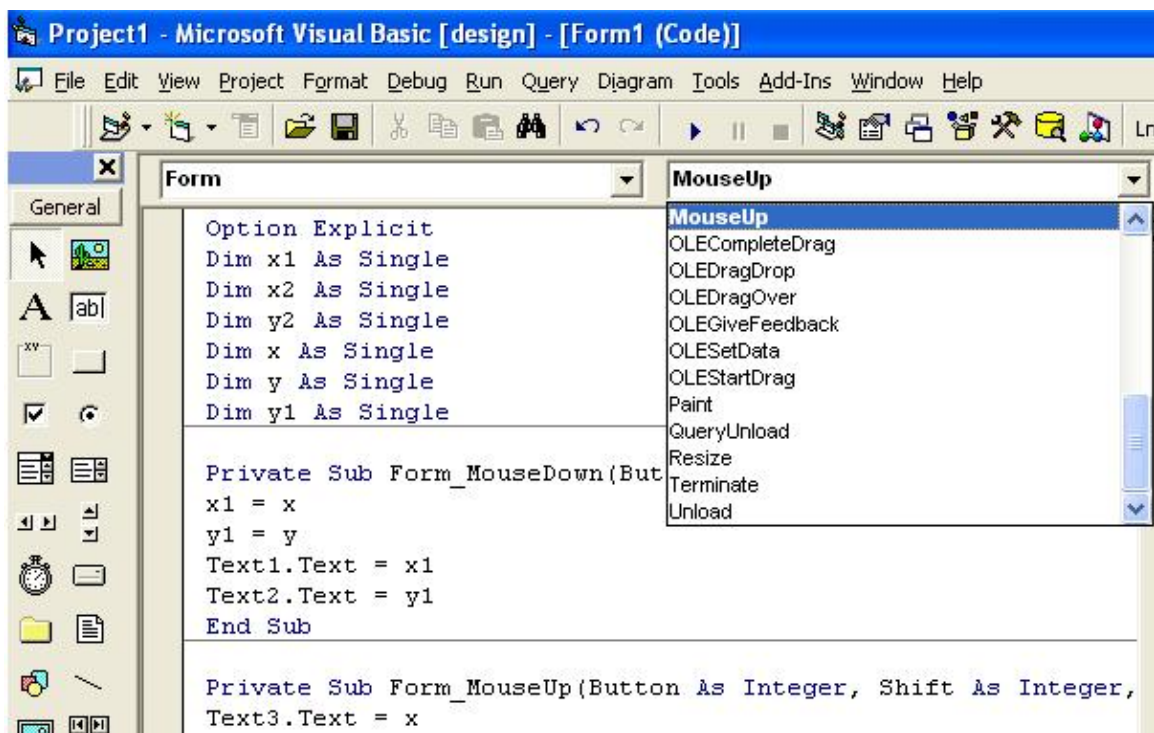 Project1 - Microsoft Visual Basic [design] - [Form1 (Code)]
File Edit View Project Format Debug Run Query Diagram Tools Add-Ins Window Help
Ln
General
Form
MouseUp
MouseUp
OLECompleteDrag
OLEDragDrop
OLEDragOver
OLEGiveFeedback
OLESetData
OLEStartDrag
Paint
QueryUnload
Resize
Terminate
Unload
A
ab
XY
Option Explicit
Dim x1 As Single
Dim x2 As Single
Dim y2 As Single
Dim x As Single
Dim y As Single
Dim y1 As Single
Private Sub Form_MouseDown(But
x1 = x
y1 = y
Text1.Text = x1
Text2.Text = y1
End Sub
Private Sub Form_MouseUp(Button As Integer, Shift As Integer,
Text3.Text = x